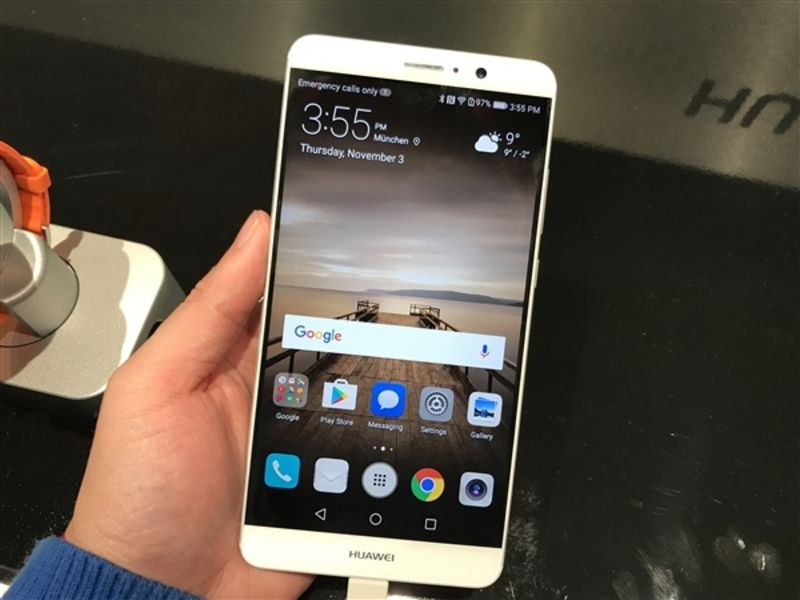 Emergency calls only
97% 3:55 PM
3:55 PM
München
Thursday, November 3
9°
9° / -2°
Google
Google
Play Store
Messaging
Settings
Gallery
HUAWEI